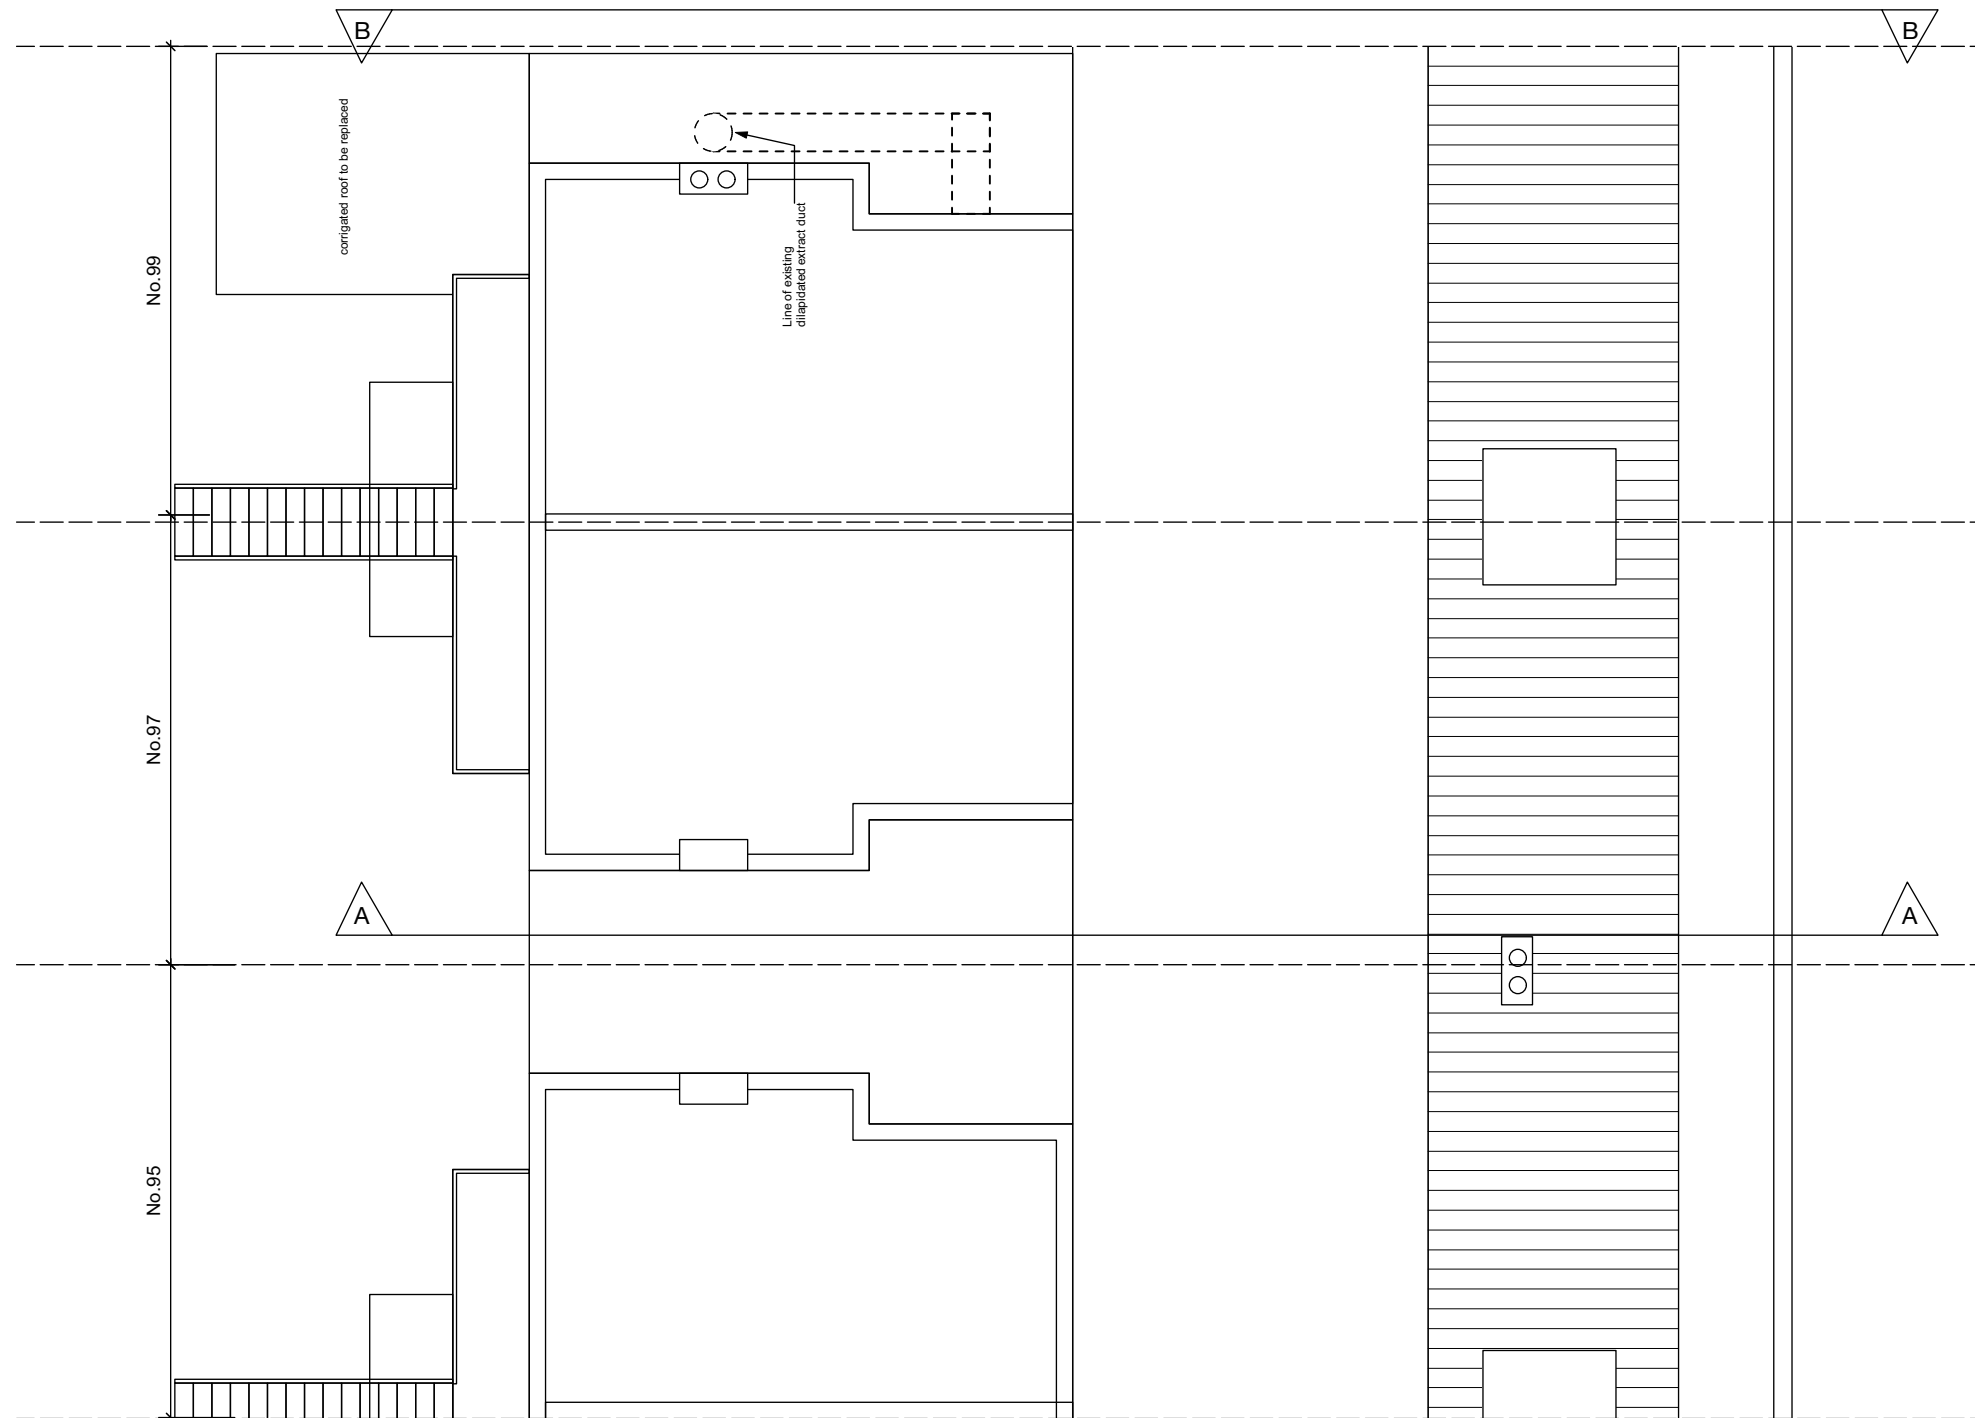 B
B
corrigated roof to be replaced
Line of existing
dilapidated extract duct
No.99
No.97
A
A
No.95